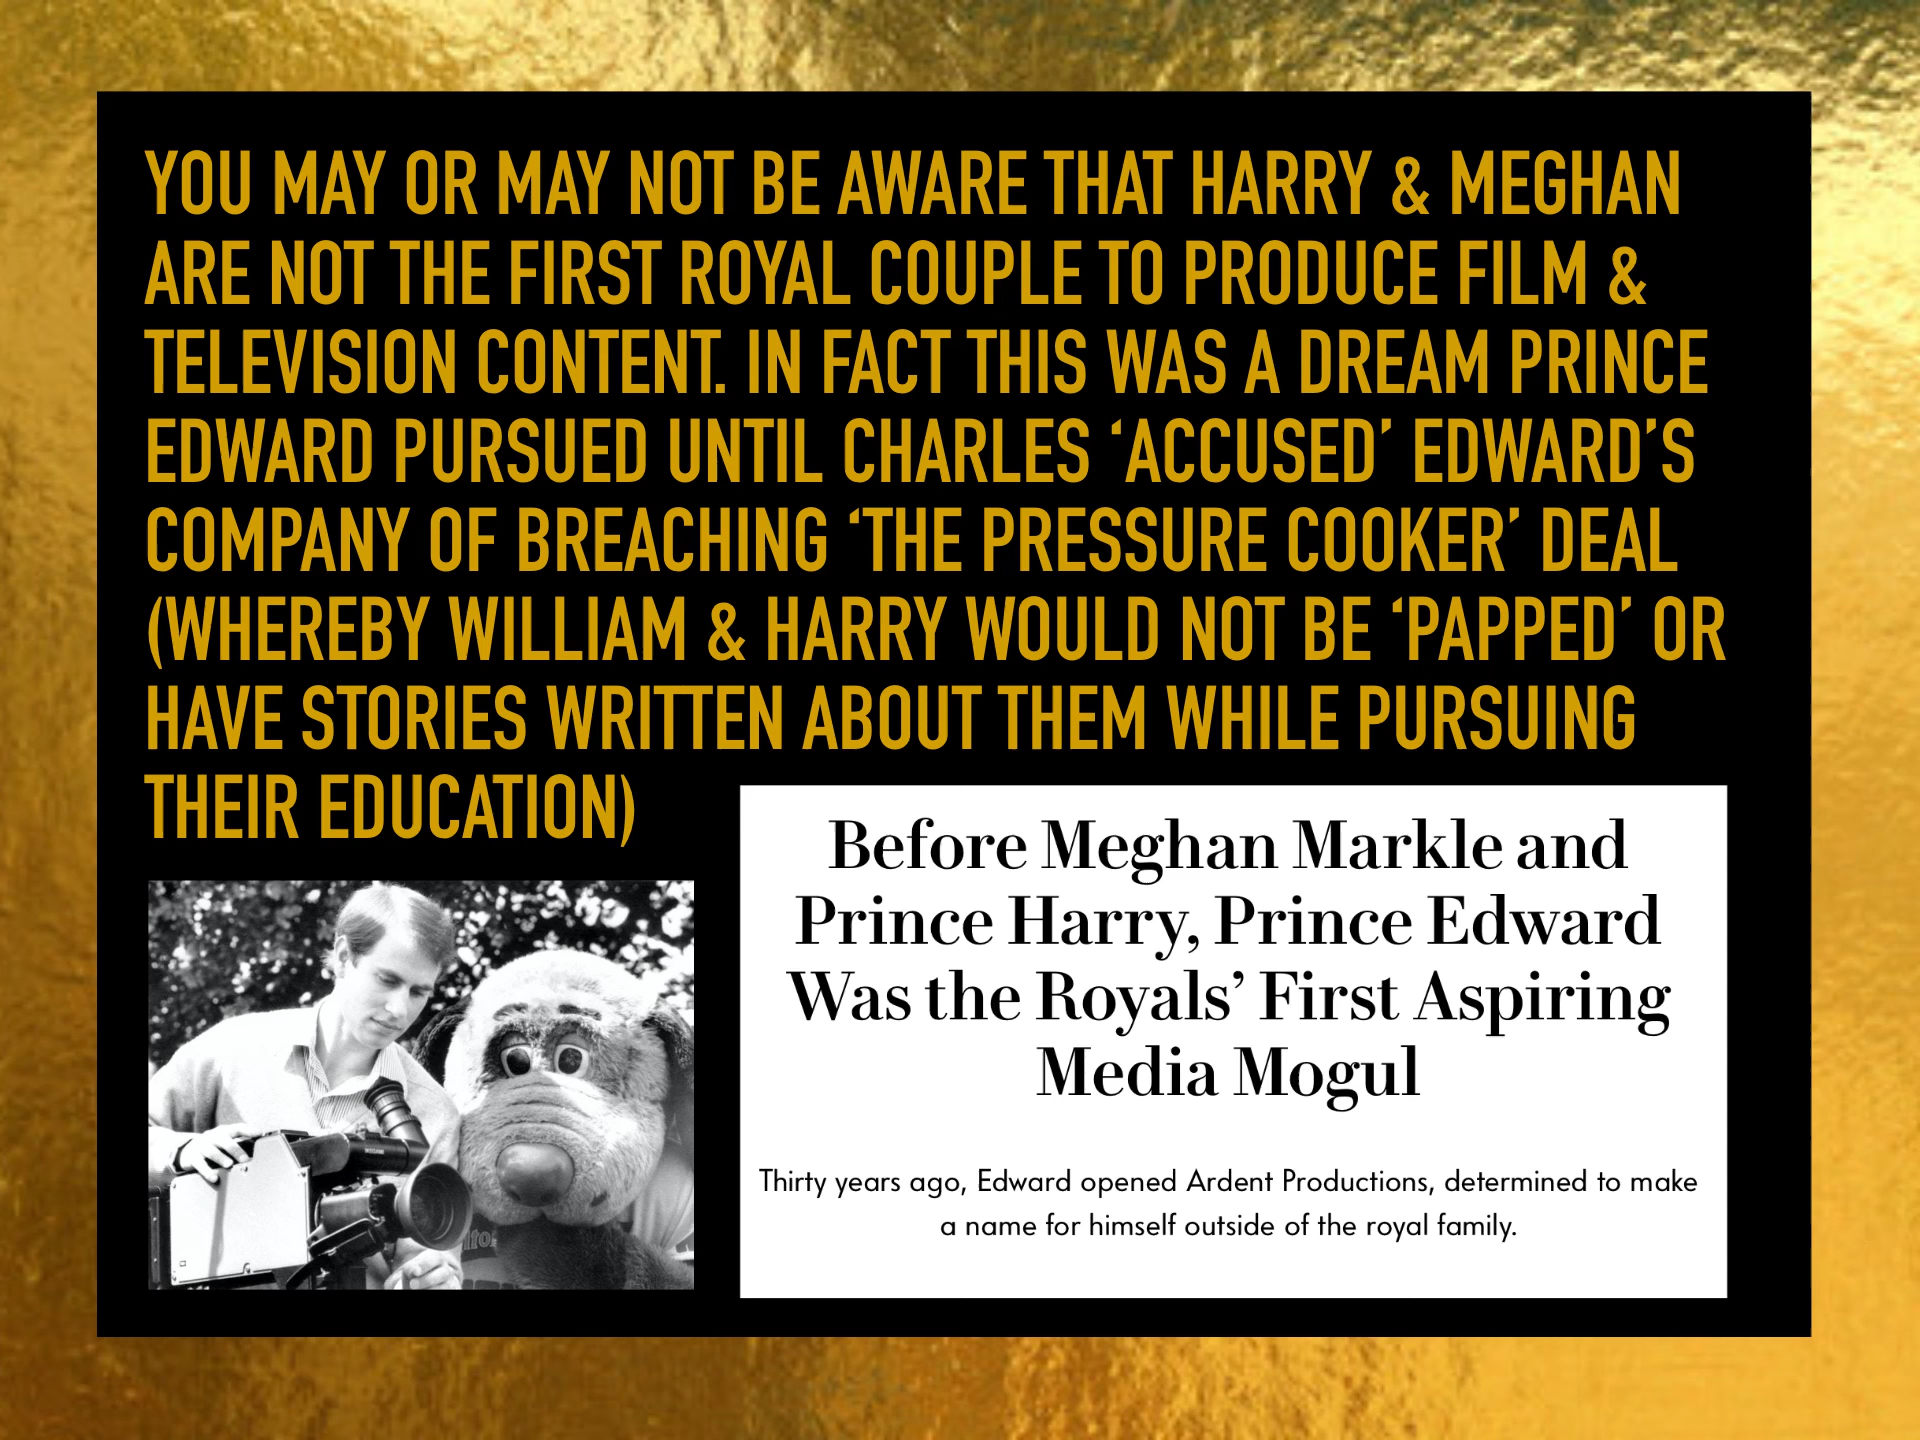 YOU MAY OR MAY NOT BE AWARE THAT HARRY & MEGHAN
ARE NOT THE FIRST ROYAL COUPLE TO PRODUCE FILM &
TELEVISION CONTENT. IN FACT THIS WAS A DREAM PRINCE
EDWARD PURSUED UNTIL CHARLES ‘ACCUSED’ EDWARD’S
COMPANY OF BREACHING ‘THE PRESSURE COOKER’ DEAL
(WHEREBY WILLIAM & HARRY WOULD NOT BE ‘PAPPED’ OR
HAVE STORIES WRITTEN ABOUT THEM WHILE PURSUING
THEIR EDUCATION)
Before Meghan Markle and
Prince Harry, Prince Edward
Was the Royals’ First Aspiring
Media Mogul
Thirty years ago, Edward opened Ardent Productions, determined to make
a name for himself outside of the royal family.